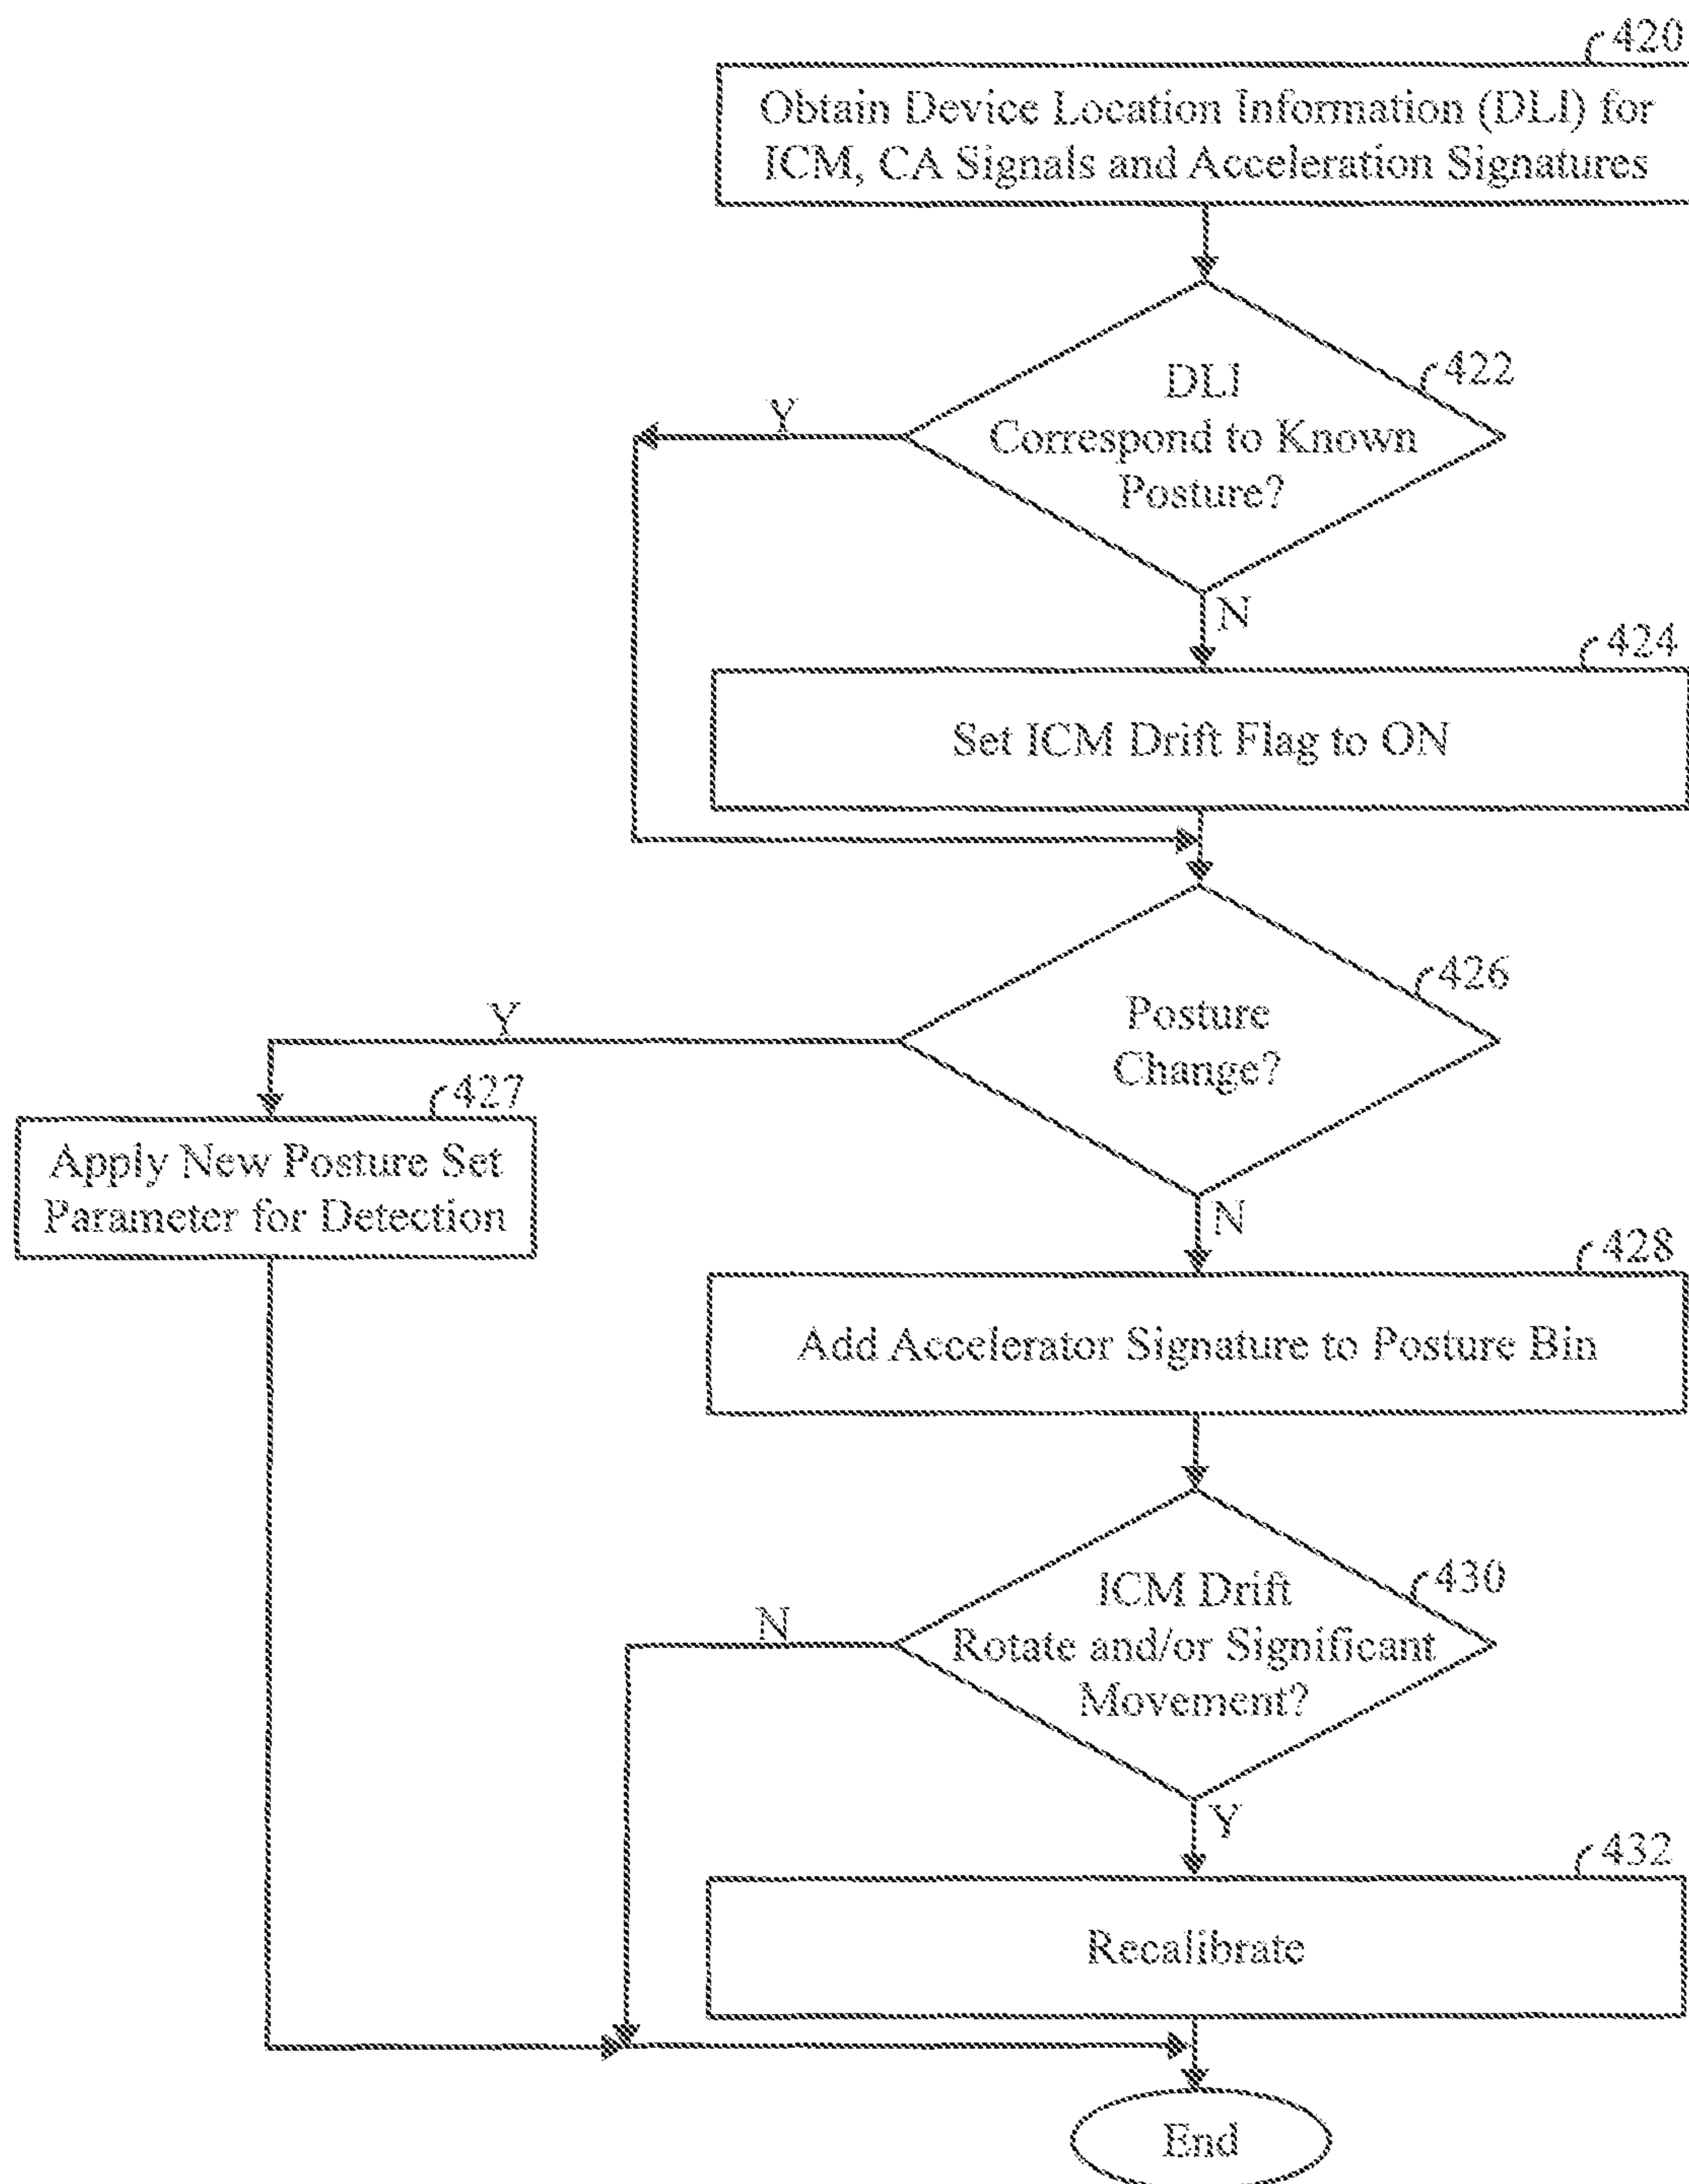 420
Obtain Device Location Information (DLI) for
ICM, CA Signals and Acceleration Signatures
422
DLI
Correspond to Known
Posture?
Y
N
424
Set ICM Drift Flag to ON
426
Posture
Change?
Y
N
427
Apply New Posture Set
Parameter for Detection
428
Add Accelerator Signature to Posture Bin
430
ICM Drift
Rotate and/or Significant
Movement?
N
Y
432
Recalibrate
End